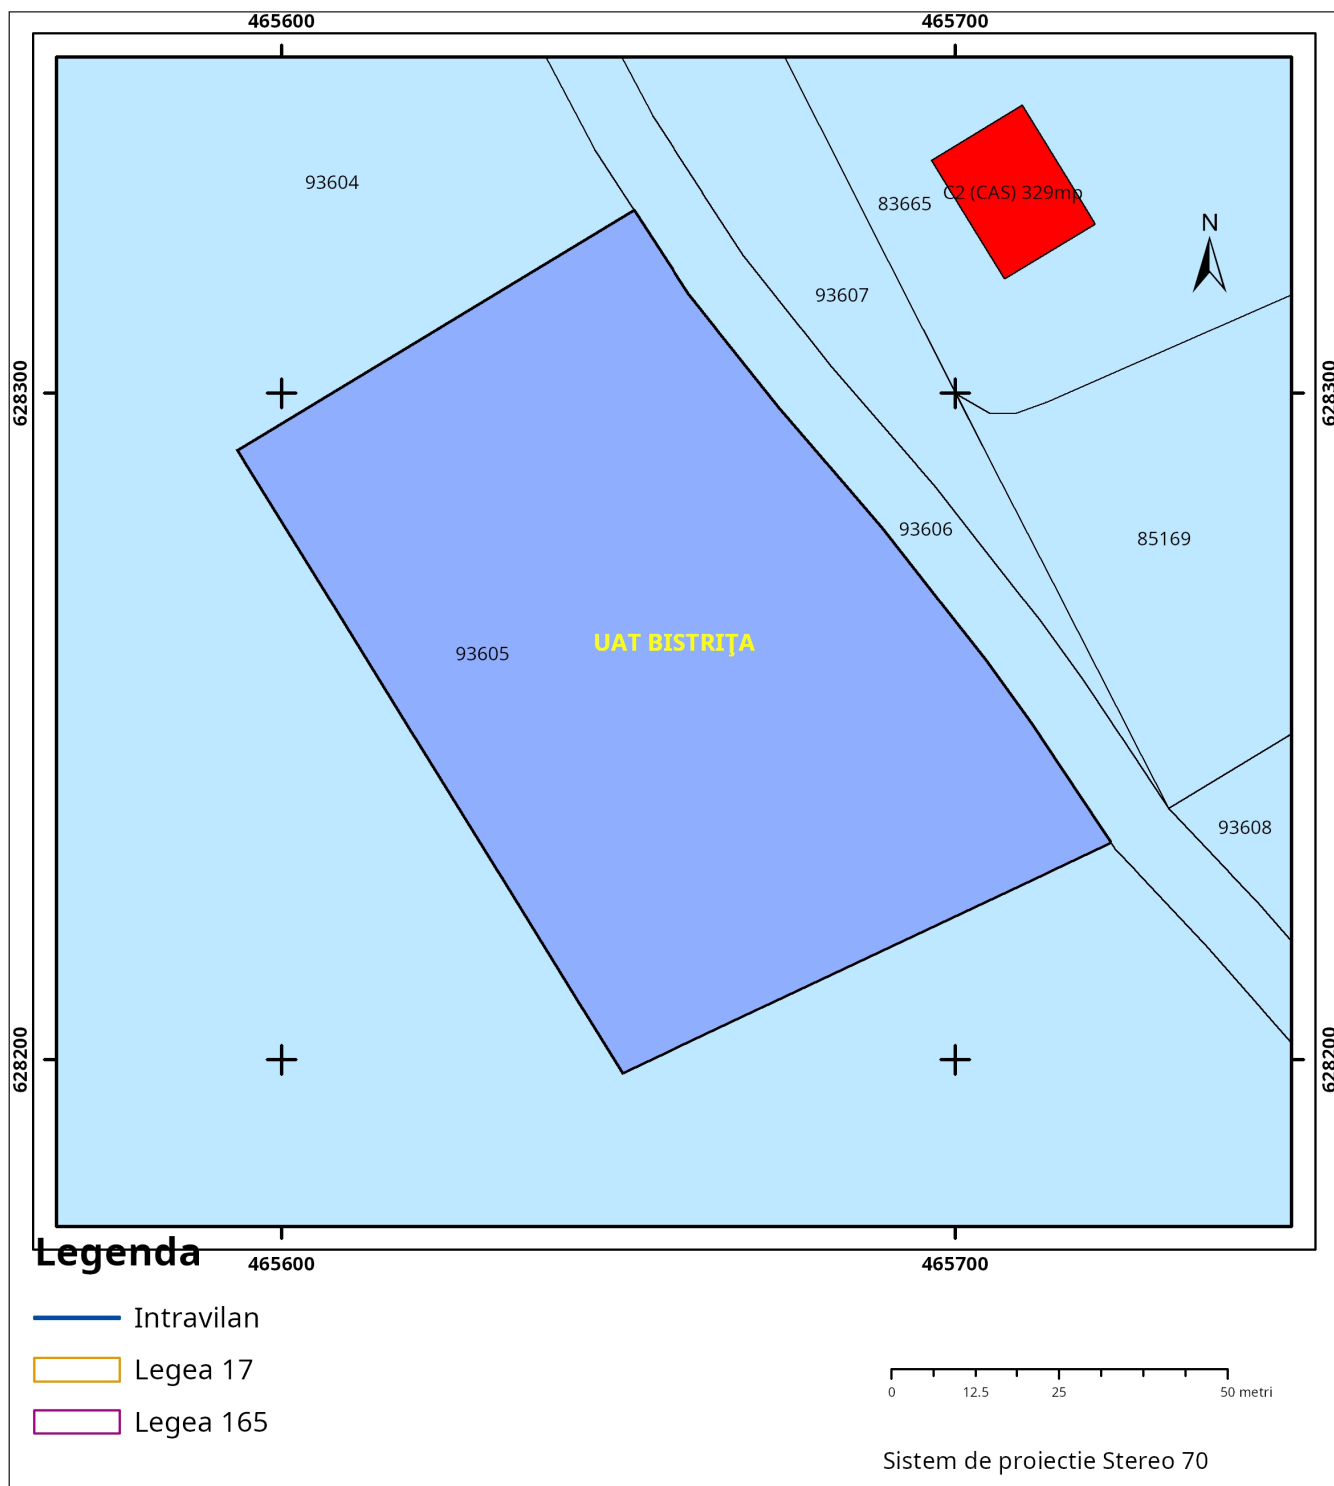 465600
465700
93604
83665
C2 (CAS) 329mp
N
93607
628300
628300
93606
85169
UAT BISTRIŢA
93605
93608
628200
628200
Legenda
465600
465700
Intravilan
Legea 17
Legea 165
0
12.5
25
50 metri
Sistem de proiectie Stereo 70